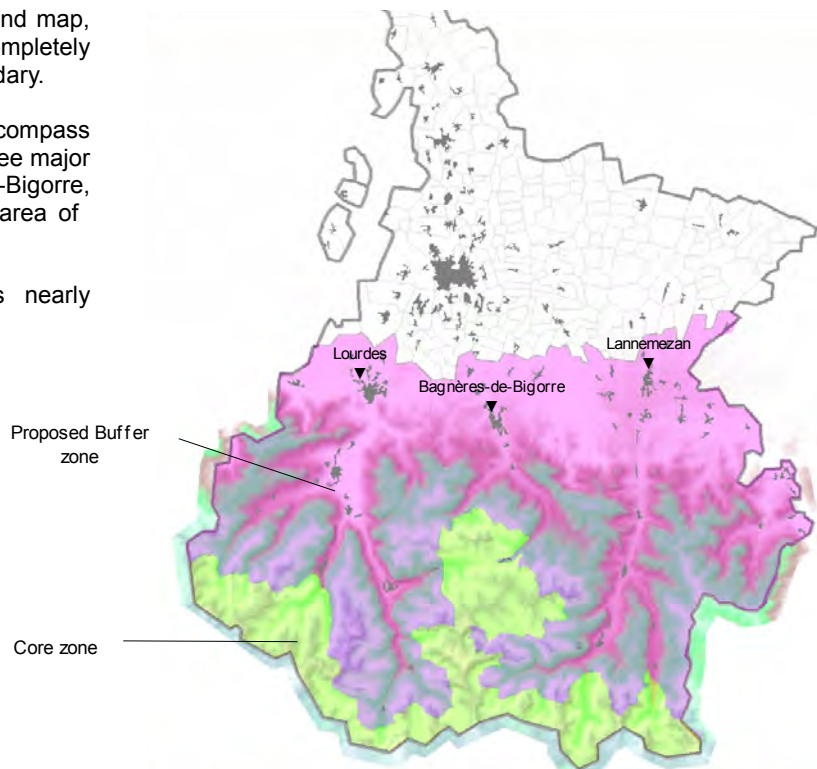 nd map,
ompletely
dary.
compass
ee major
-Bigorre,
area of
s nearly
Lourdes
Lannemezan
Bagnères-de-Bigorre
Proposed Buffer
zone
Core zone